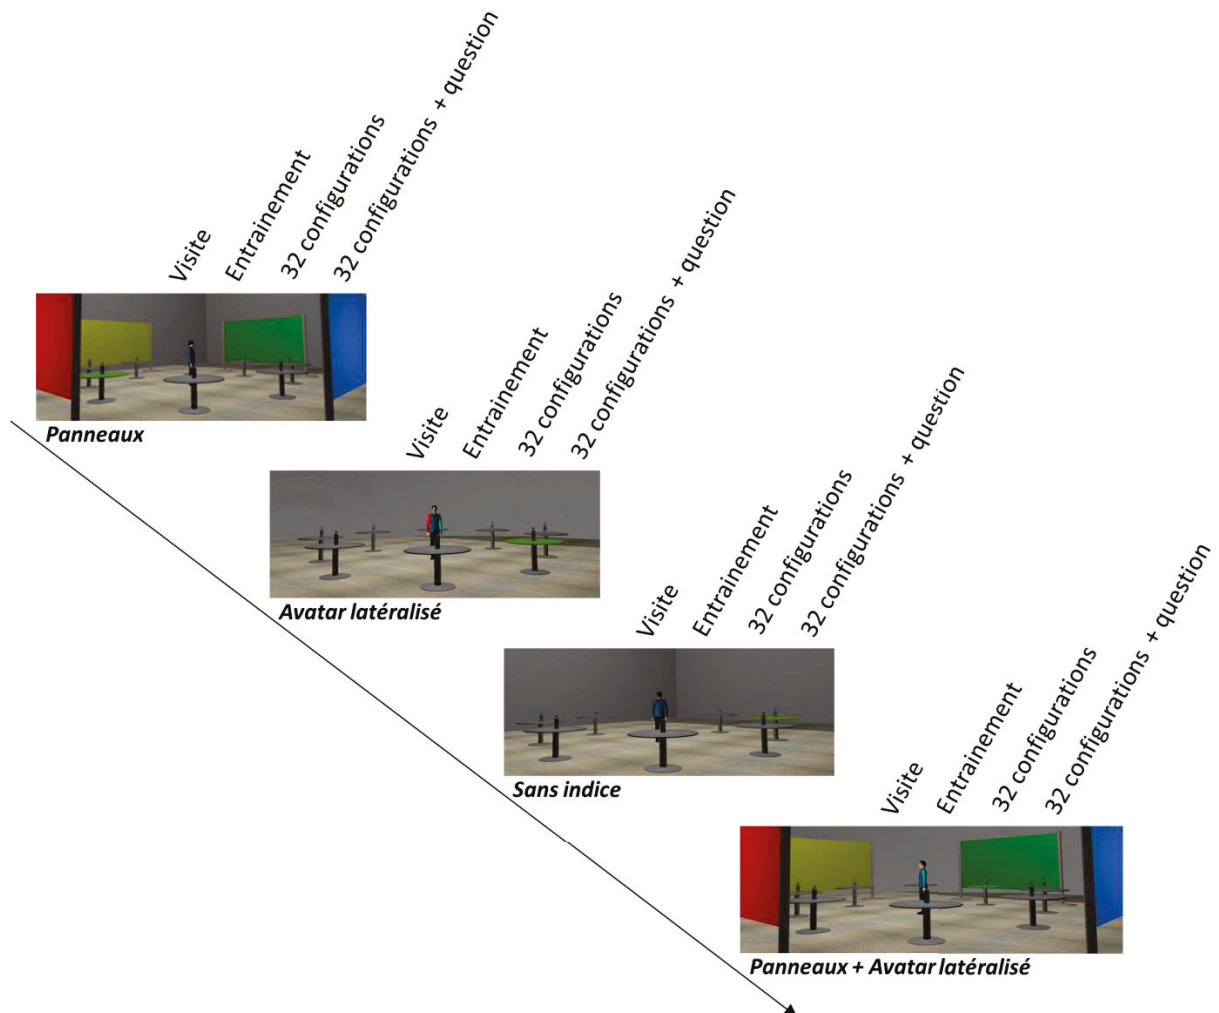 Visite
Entrainement
32 configurations
32 configurations + question
Panneaux
Visite
Entrainement
32 configurations
32 configurations + question
Avatar latéralisé
Visite
Entrainement
32 configurations
32 configurations + question
Sans indice
Visite
Entrainement
32 configurations
32 configurations + question
Panneaux + Avatar latéralisé